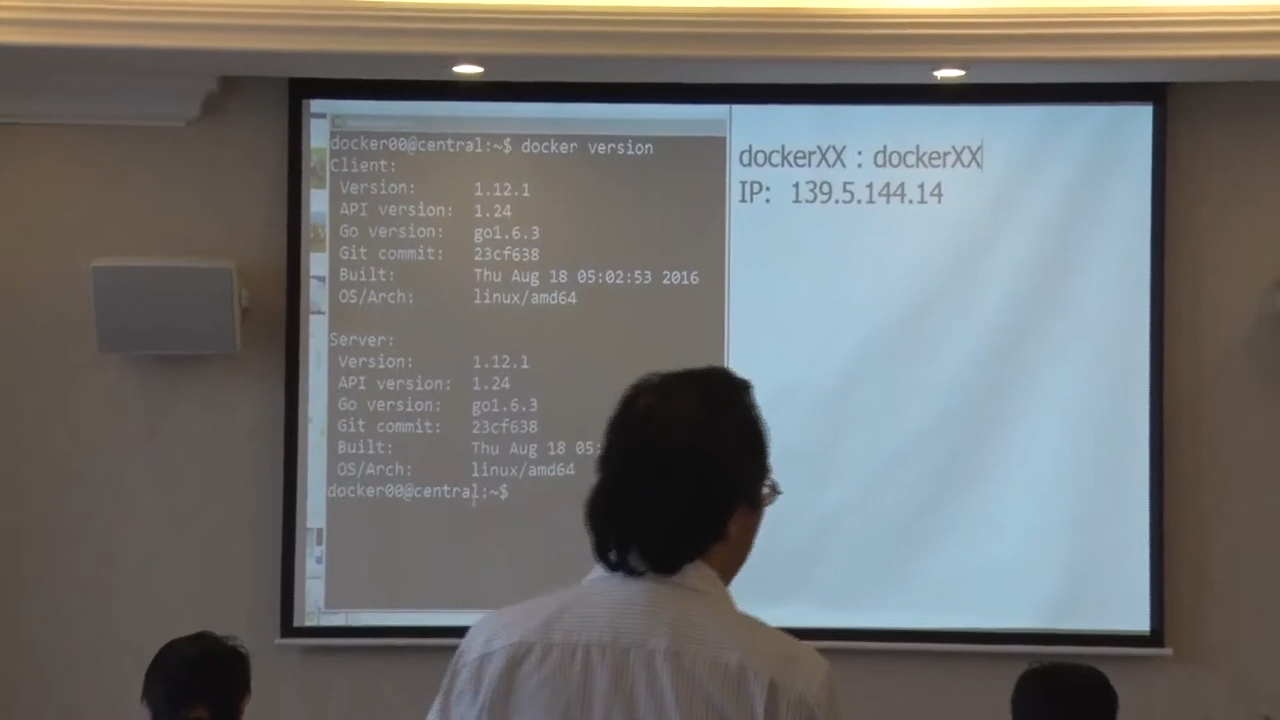 docker00@central:~$ docker version
Client:
Version: 1.12.1
API version: 1.24
Go version: go1.6.3
Git commit: 23cf638
Built: Thu Aug 18 05:02:53 2016
OS/Arch: linux/amd64
Server:
Version: 1.12.1
API version: 1.24
Go version: go1.6.3
Git commit: 23cf638
Built: Thu Aug 18 05:
OS/Arch: linux/amd64
docker00@central:~$
dockerXX : dockerXX
IP: 139.5.144.14